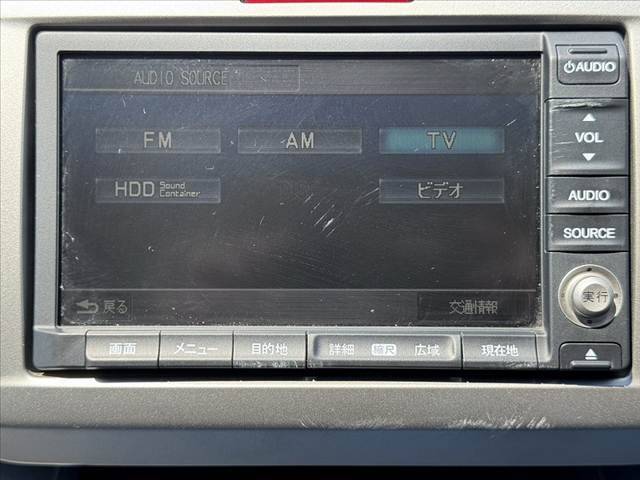 AUDIO SOURCE
AUDIO
FM AM TV
VOL
HDD Sound Container ビデオ
AUDIO
SOURCE
戻る 交通情報
実行
画面 メニュー 目的地 詳細 縮尺 広域 現在地